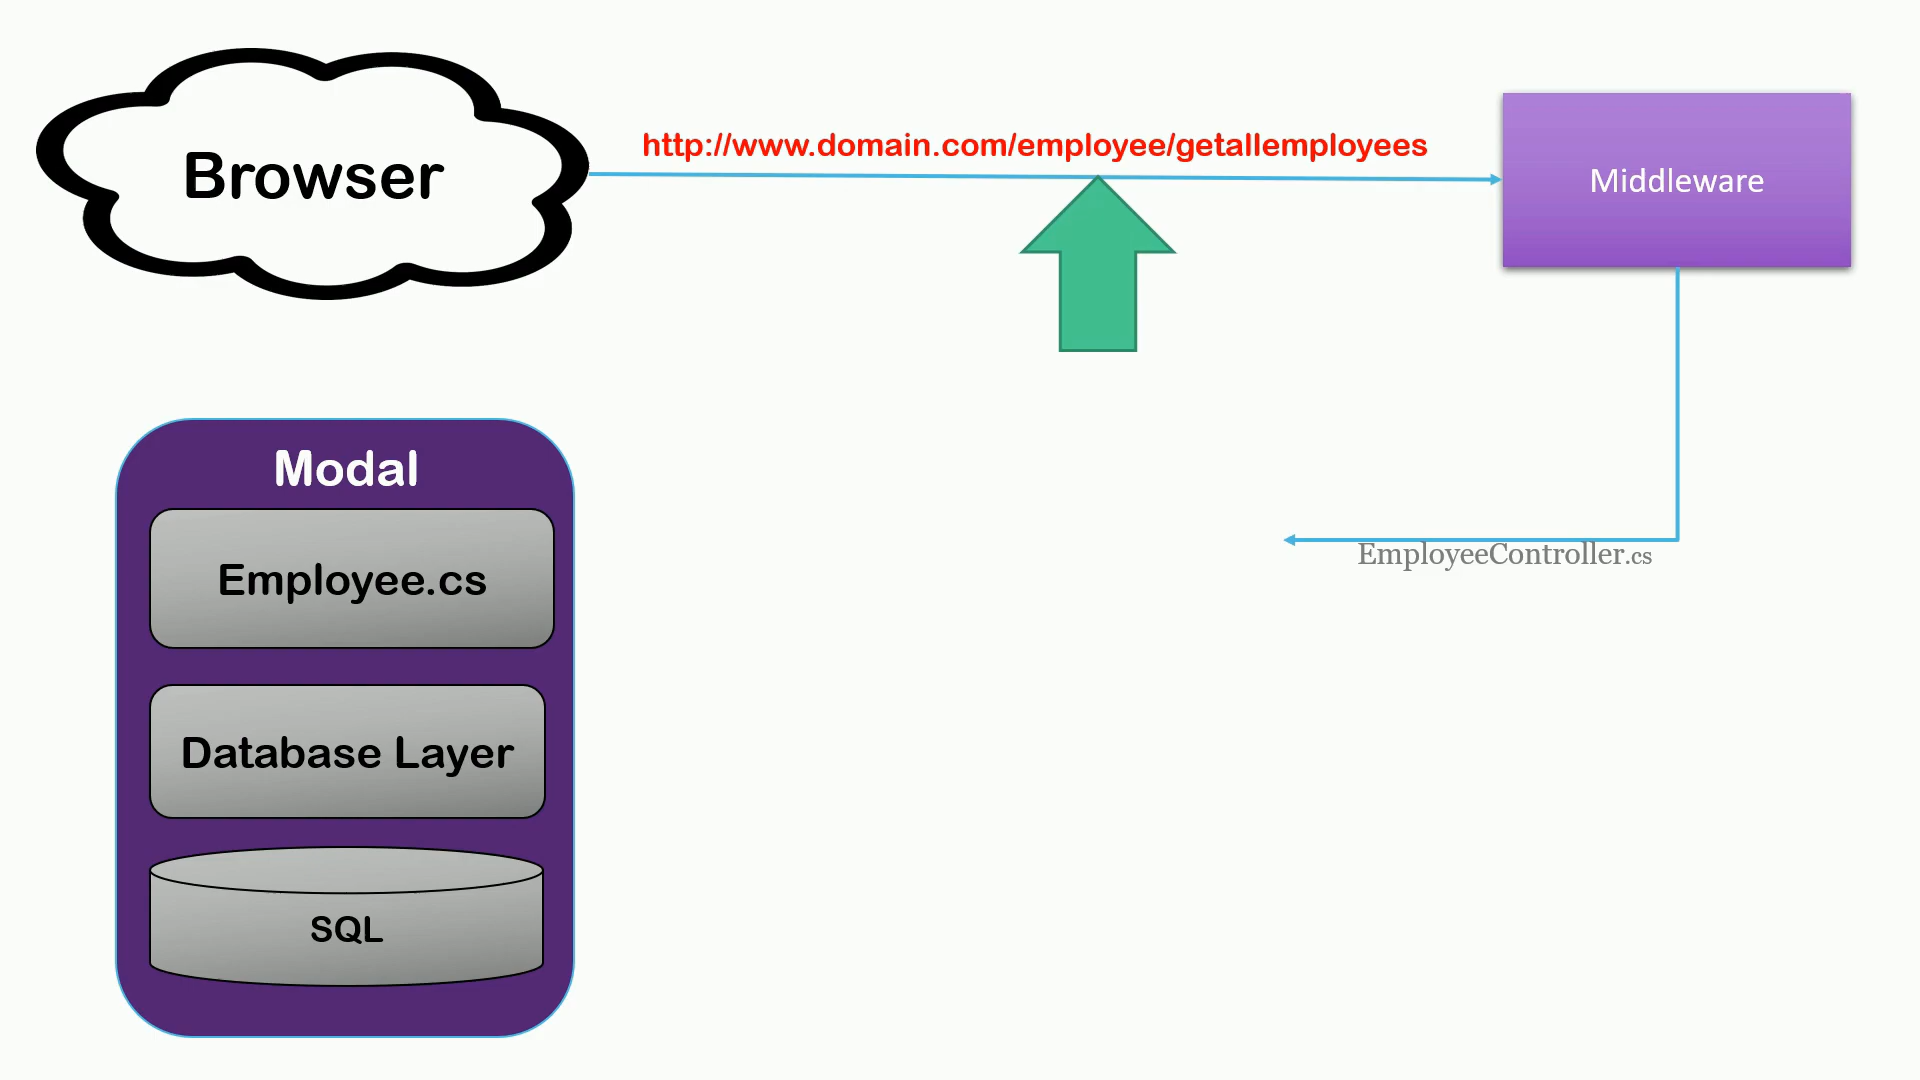 Browser
http://www.domain.com/employee/getallemployees
Middleware
EmployeeController.cs
Modal
Employee.cs
Database Layer
SQL